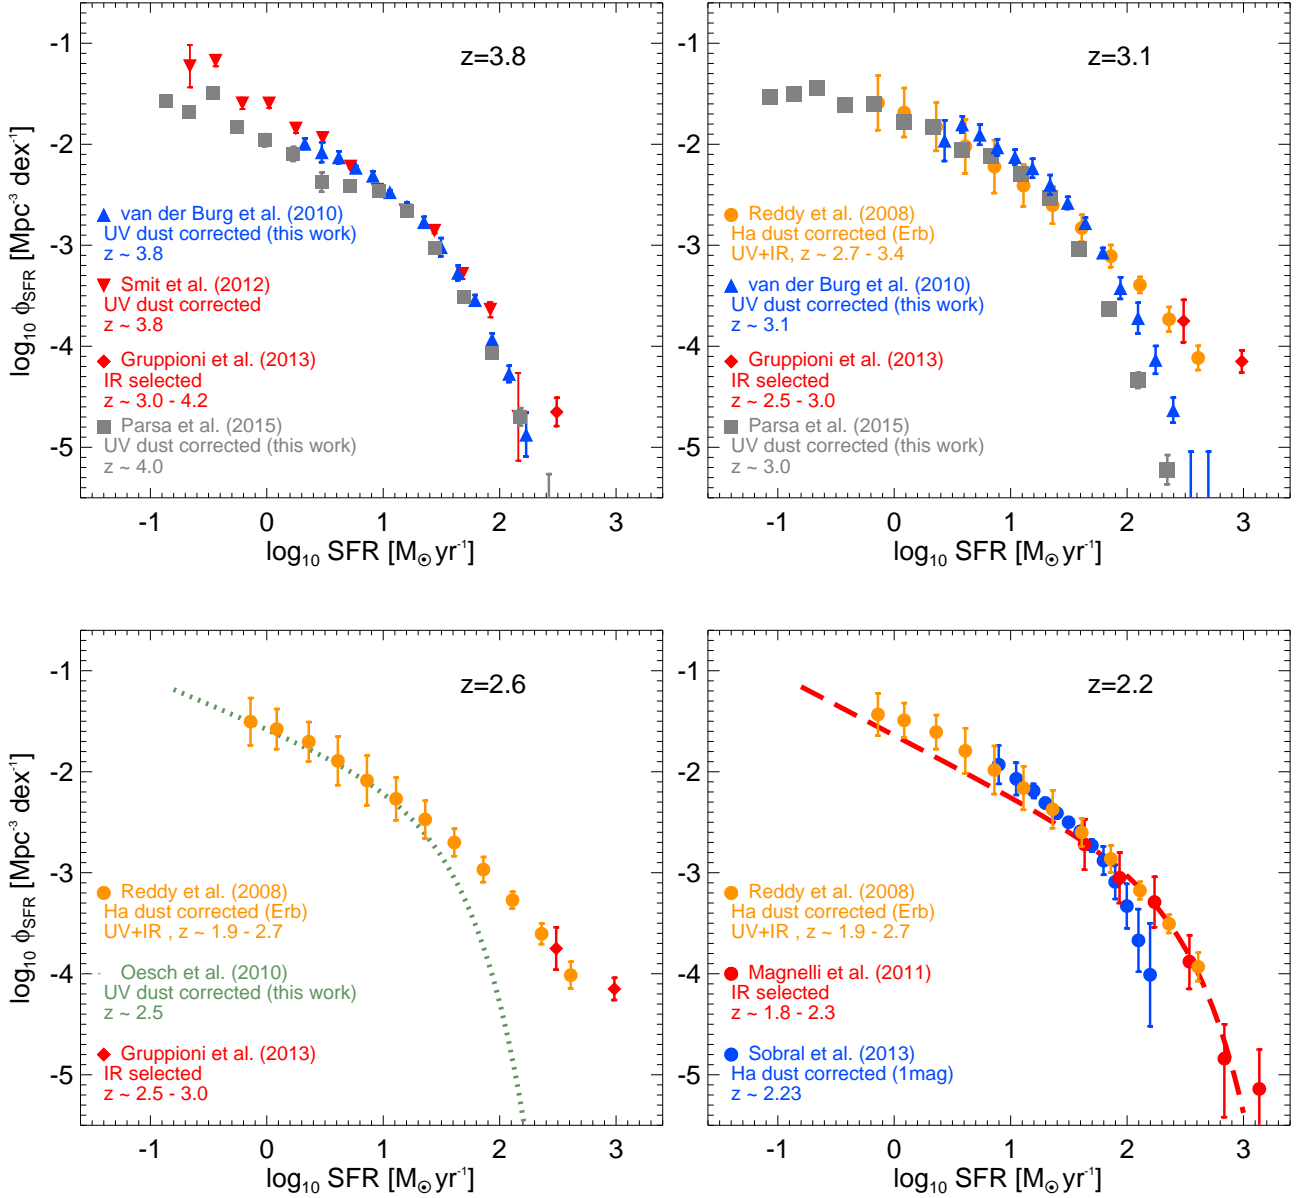 z=3.8
-1
-2
-3
-4
-5
log₁₀ ϕSFR [Mpc⁻³ dex⁻¹]
van der Burg et al. (2010)
UV dust corrected (this work)
z ~ 3.8
Smit et al. (2012)
UV dust corrected
z ~ 3.8
Gruppioni et al. (2013)
IR selected
z ~ 3.0 - 4.2
Parsa et al. (2015)
UV dust corrected (this work)
z ~ 4.0
-1 0 1 2 3
log₁₀ SFR [M☉ yr⁻¹]
z=3.1
-1
-2
-3
-4
-5
Reddy et al. (2008)
Ha dust corrected (Erb)
UV+IR, z ~ 2.7 - 3.4
van der Burg et al. (2010)
UV dust corrected (this work)
z ~ 3.1
Gruppioni et al. (2013)
IR selected
z ~ 2.5 - 3.0
Parsa et al. (2015)
UV dust corrected (this work)
z ~ 3.0
-1 0 1 2 3
log₁₀ SFR [M☉ yr⁻¹]
z=2.6
-1
-2
-3
-4
-5
log₁₀ ϕSFR [Mpc⁻³ dex⁻¹]
Reddy et al. (2008)
Ha dust corrected (Erb)
UV+IR , z ~ 1.9 - 2.7
Oesch et al. (2010)
UV dust corrected (this work)
z ~ 2.5
Gruppioni et al. (2013)
IR selected
z ~ 2.5 - 3.0
-1 0 1 2 3
log₁₀ SFR [M☉ yr⁻¹]
z=2.2
-1
-2
-3
-4
-5
Reddy et al. (2008)
Ha dust corrected (Erb)
UV+IR , z ~ 1.9 - 2.7
Magnelli et al. (2011)
IR selected
z ~ 1.8 - 2.3
Sobral et al. (2013)
Ha dust corrected (1mag)
z ~ 2.23
-1 0 1 2 3
log₁₀ SFR [M☉ yr⁻¹]